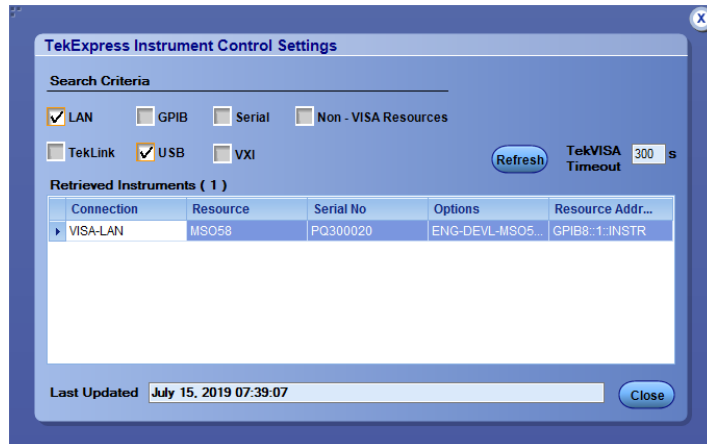 TekExpress Instrument Control Settings
Search Criteria
LAN GPIB Serial Non - VISA Resources
TekLink USB VXI
Refresh TekVISA Timeout 300 s
Retrieved Instruments ( 1 )
Connection Resource Serial No Options Resource Addr...
VISA-LAN MSO58 PQ300020 ENG-DEVL-MSO5... GPIB8::1::INSTR
Last Updated July 15, 2019 07:39:07 Close